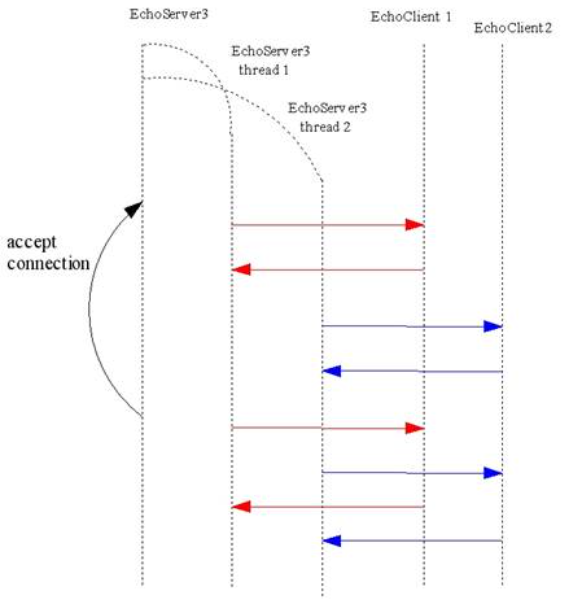 EchoServer3
EchoClient 1
EchoClient2
EchoServer3
thread 1
EchoServer3
thread 2
accept
connection